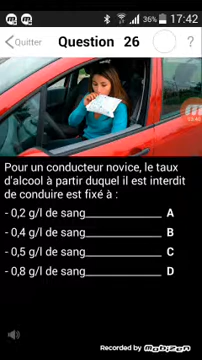 36% 17:42
Quitter Question 26 ?
Pour un conducteur novice, le taux
d'alcool à partir duquel il est interdit
de conduire est fixé à :
- 0,2 g/l de sang A
- 0,4 g/l de sang B
- 0,5 g/l de sang C
- 0,8 g/l de sang D
Recorded by Mobizen